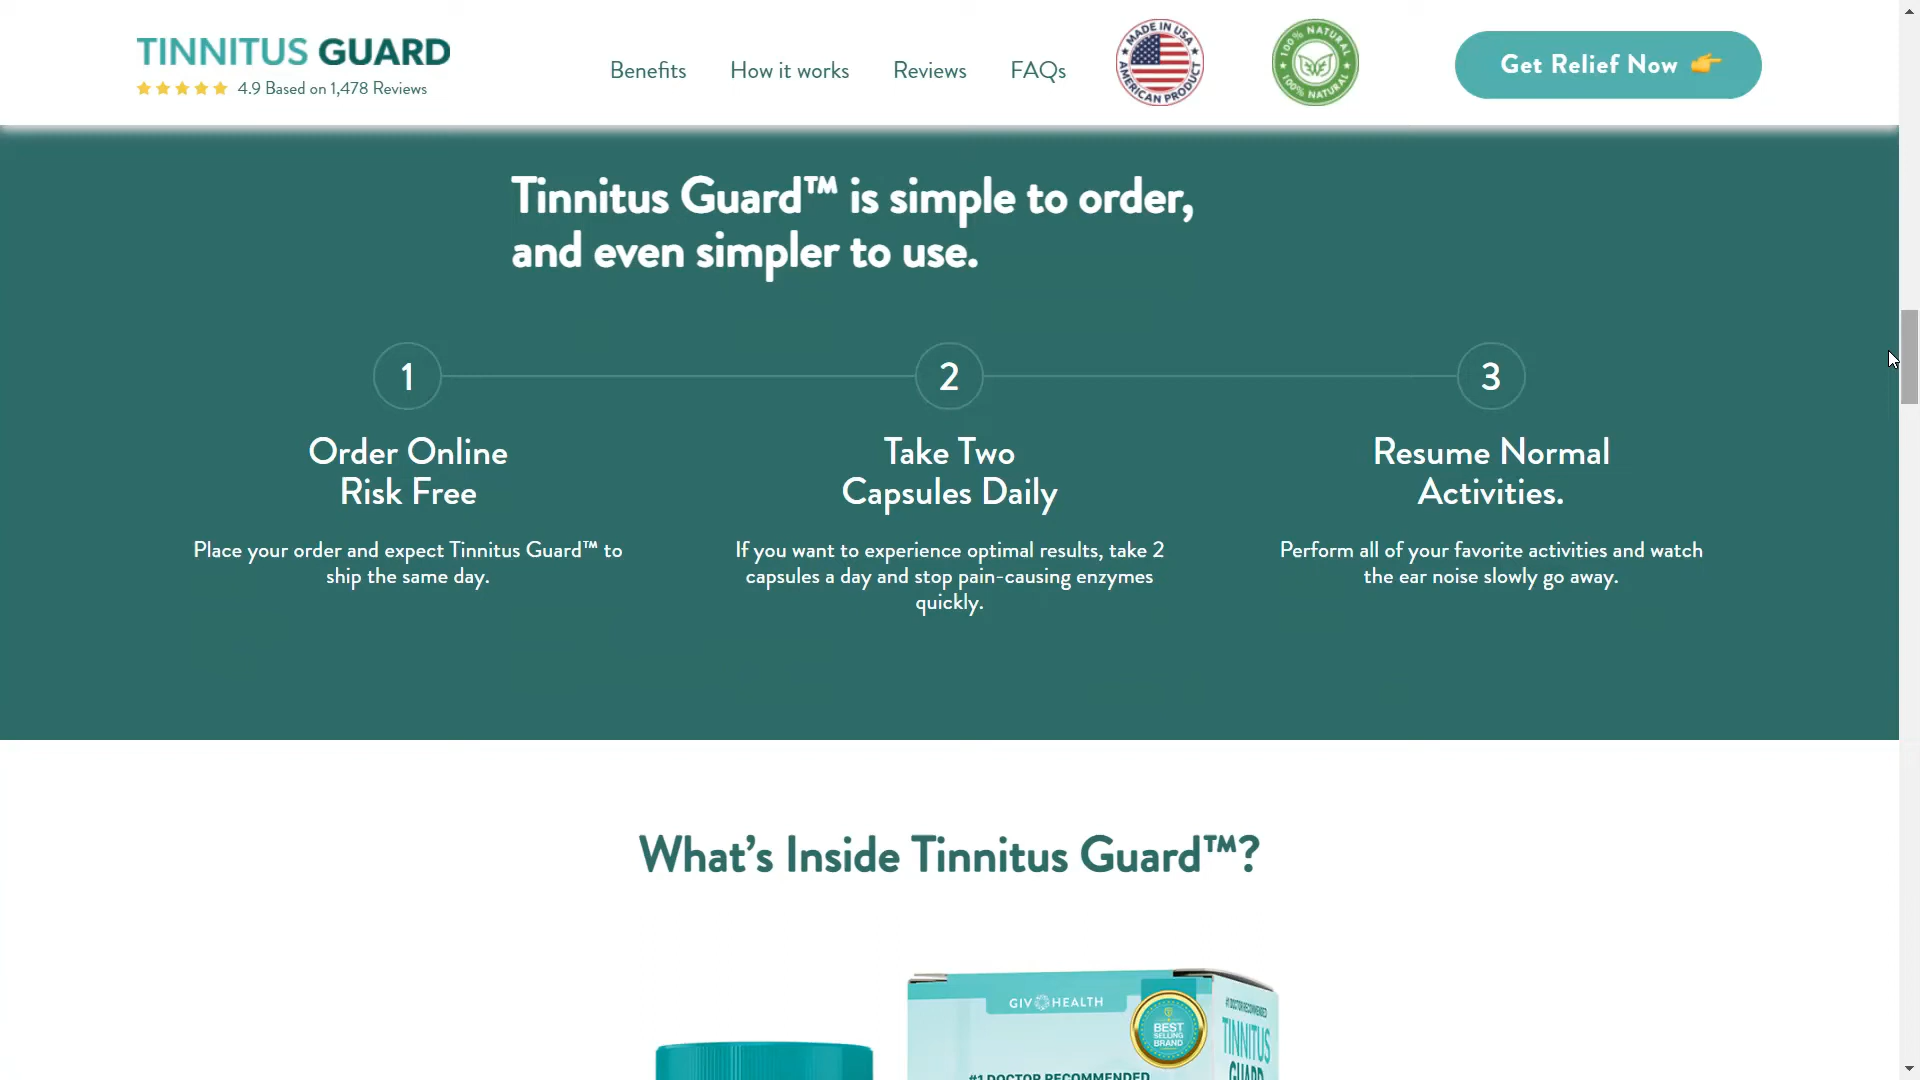 TINNITUS GUARD
4.9 Based on 1,478 Reviews
Benefits
How it works
Reviews
FAQs
MADE IN USA
AMERICAN PRODUCT
100% NATURAL
100% NATURAL
Get Relief Now
Tinnitus Guard™ is simple to order,
and even simpler to use.
1
2
3
Order Online
Risk Free
Place your order and expect Tinnitus Guard™ to
ship the same day.
Take Two
Capsules Daily
If you want to experience optimal results, take 2
capsules a day and stop pain-causing enzymes
quickly.
Resume Normal
Activities.
Perform all of your favorite activities and watch
the ear noise slowly go away.
What’s Inside Tinnitus Guard™?
GIV HEALTH
BEST
SELLING
BRAND
#1 DOCTOR RECOMMENDED
#1 DOCTOR RECOMMENDED
TINNITUS
GUARD